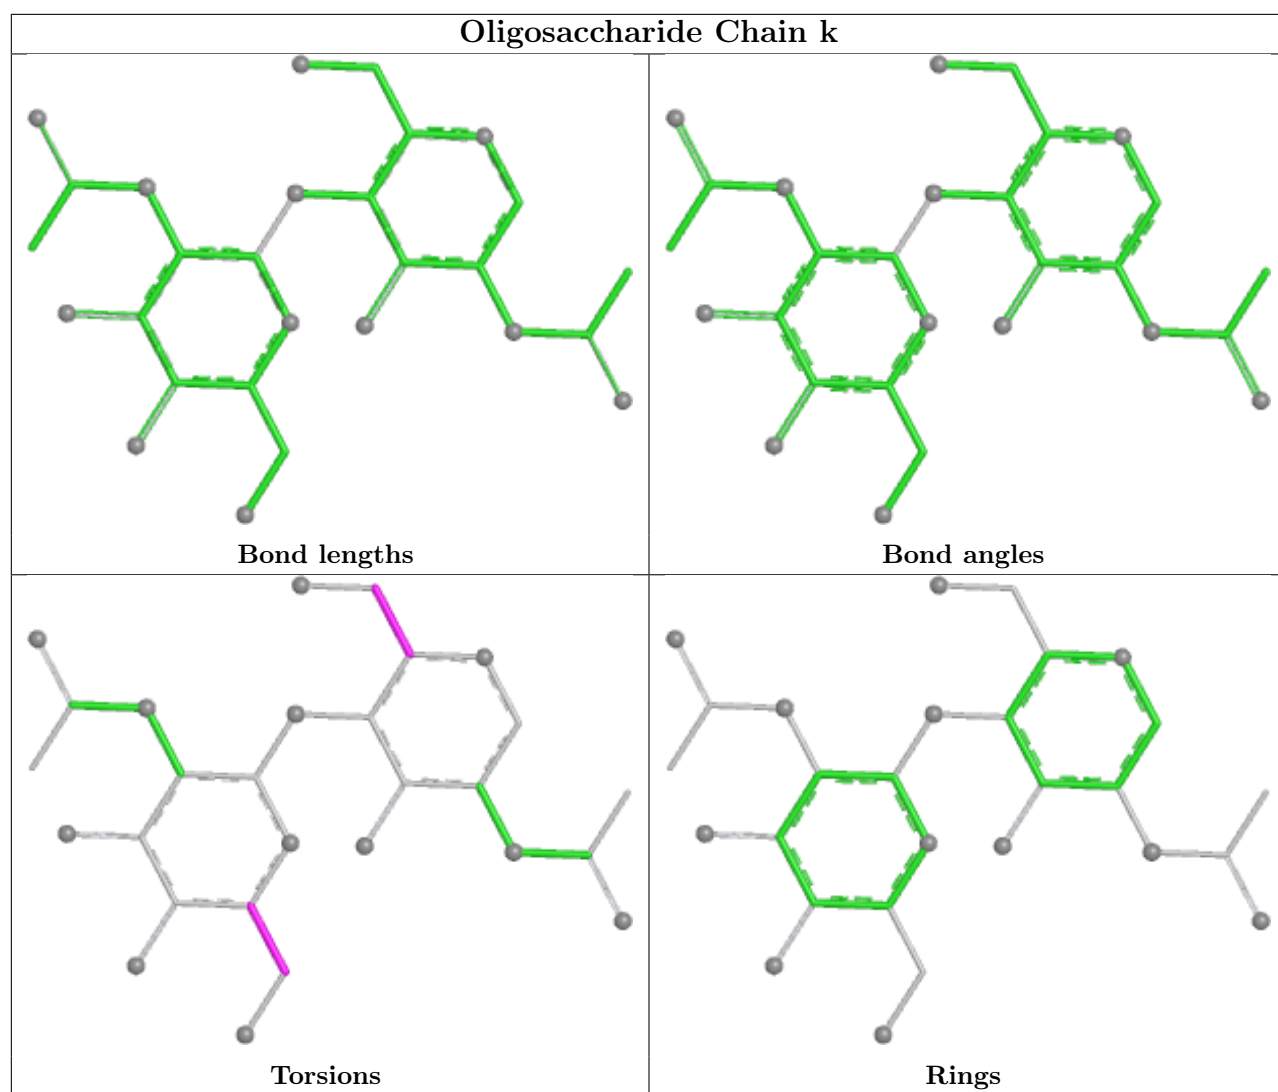 Oligosaccharide Chain k
Bond lengths
Bond angles
Torsions
Rings